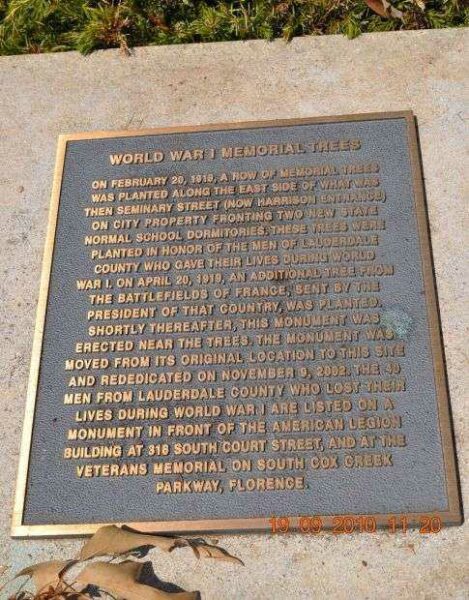 WORLD WAR I MEMORIAL TREES
ON FEBRUARY 20, 1919, A ROW OF MEMORIAL TREES
WAS PLANTED ALONG THE EAST SIDE OF WHAT WAS
THEN SEMINARY STREET (NOW HARRISON ENTRANCE)
ON CITY PROPERTY FRONTING TWO NEW STATE
NORMAL SCHOOL DORMITORIES. THESE TREES WERE
PLANTED IN HONOR OF THE MEN OF LAUDERDALE
COUNTY WHO GAVE THEIR LIVES DURING WORLD
WAR I. ON APRIL 20, 1919, AN ADDITIONAL TREE FROM
THE BATTLEFIELDS OF FRANCE, SENT BY THE
PRESIDENT OF THAT COUNTRY, WAS PLANTED.
SHORTLY THEREAFTER, THIS MONUMENT WAS
ERECTED NEAR THE TREES. THE MONUMENT WAS
MOVED FROM ITS ORIGINAL LOCATION TO THIS SITE
AND REDEDICATED ON NOVEMBER 9, 2002. THE 40
MEN FROM LAUDERDALE COUNTY WHO LOST THEIR
LIVES DURING WORLD WAR I ARE LISTED ON A
MONUMENT IN FRONT OF THE AMERICAN LEGION
BUILDING AT 318 SOUTH COURT STREET, AND AT THE
VETERANS MEMORIAL ON SOUTH COX CREEK
PARKWAY, FLORENCE.
19 09 2010 11 20